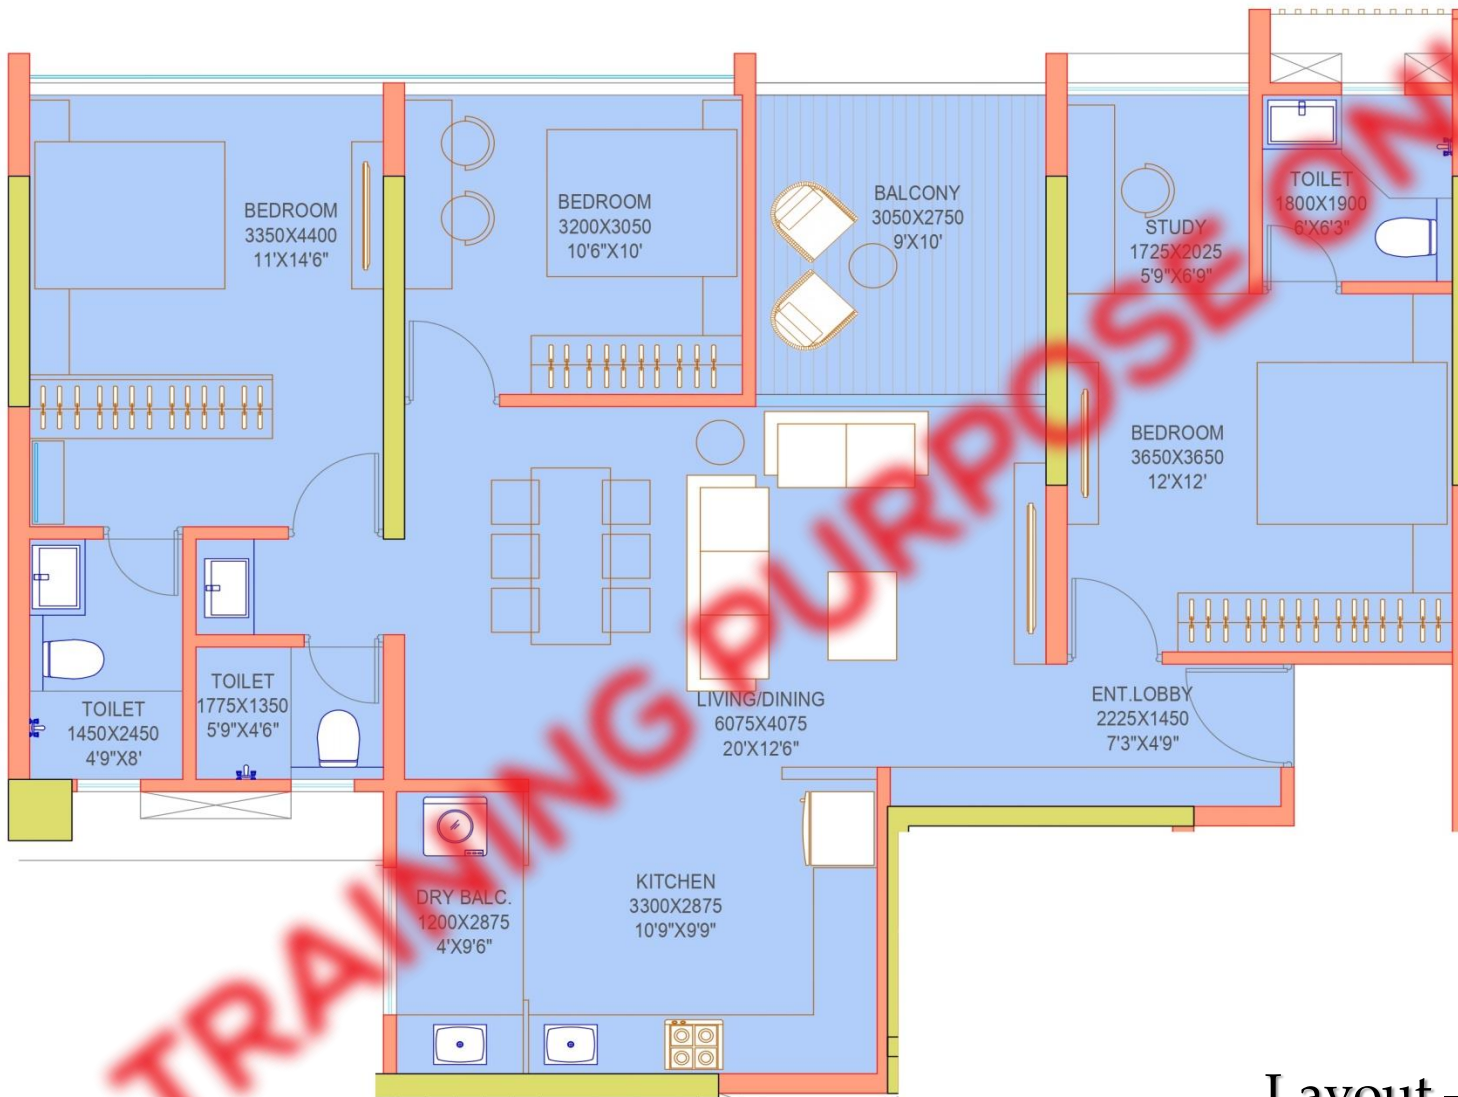 BEDROOM
3350X4400
11'X14'6"
BEDROOM
3200X3050
10'6"X10'
BALCONY
3050X2750
9'X10'
STUDY
1725X2025
5'9"X6'9"
TOILET
1800X1900
6'X6'3"
BEDROOM
3650X3650
12'X12'
TOILET
1450X2450
4'9"X8'
TOILET
1775X1350
5'9"X4'6"
LIVING/DINING
6075X4075
20'X12'6"
ENT.LOBBY
2225X1450
7'3"X4'9"
DRY BALC.
1200X2875
4'X9'6"
KITCHEN
3300X2875
10'9"X9'9"
TRAINING PURPOSE ON
Layout -